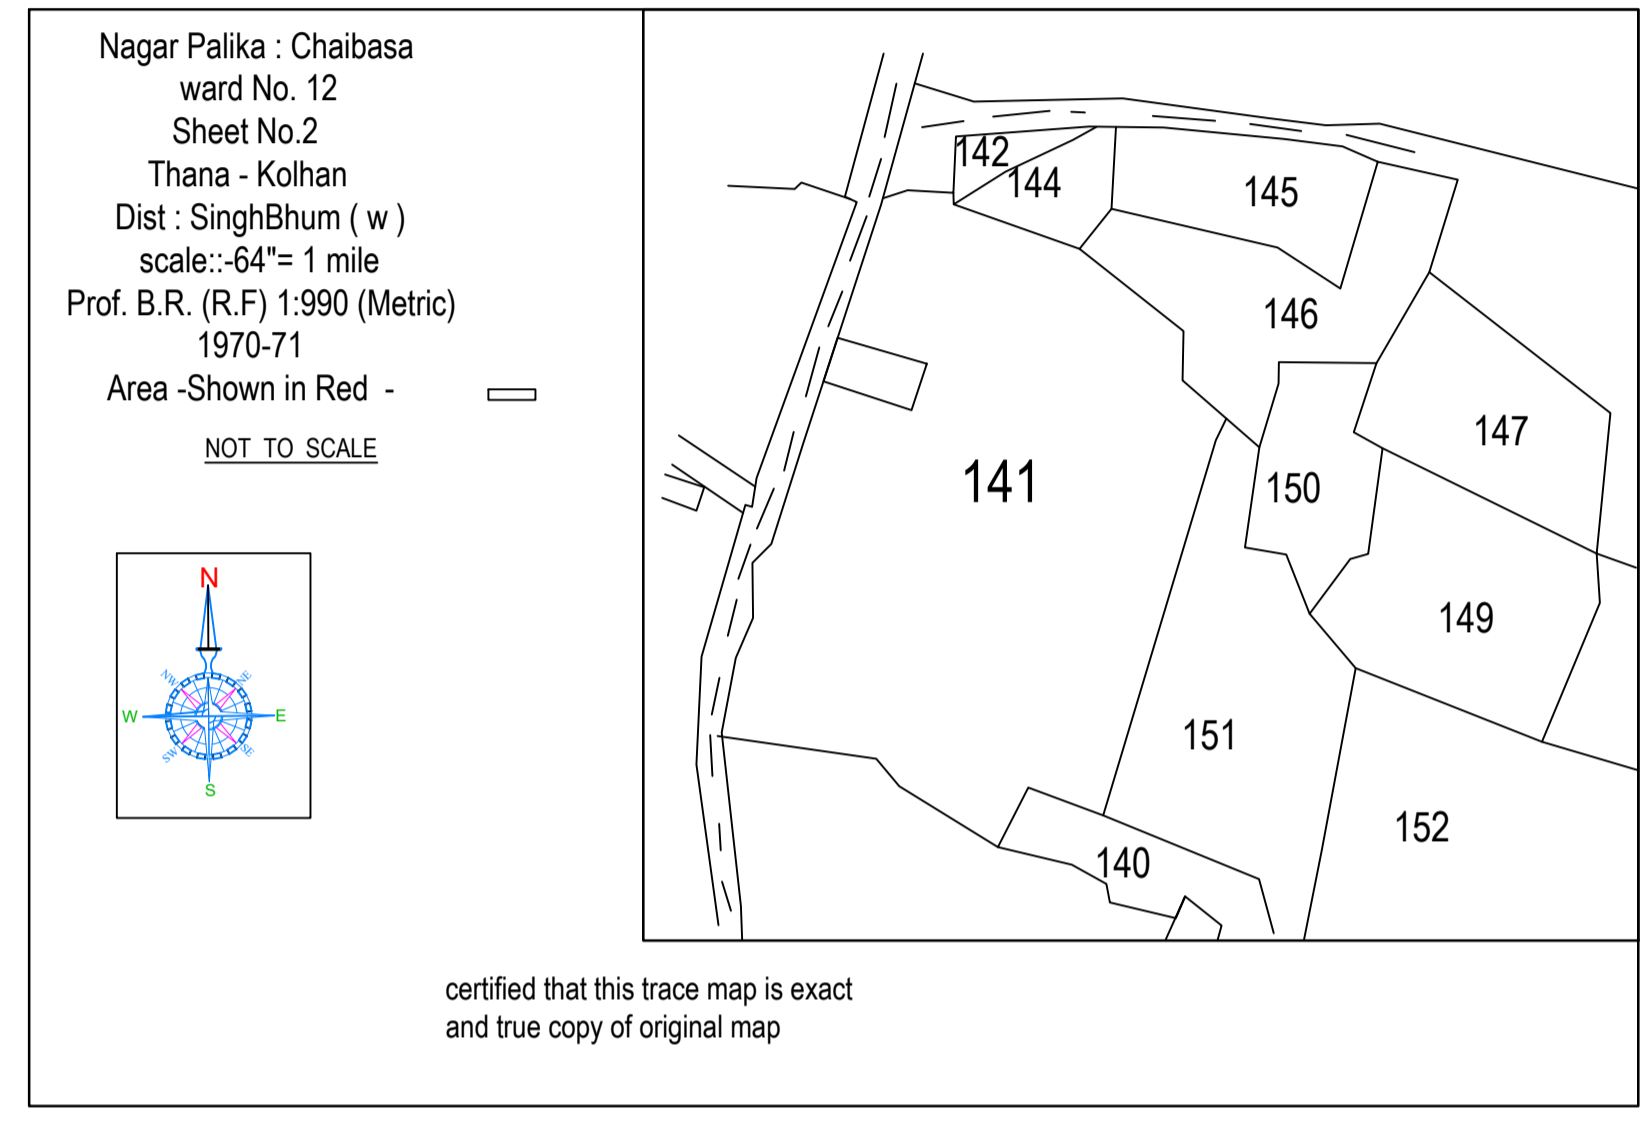 Nagar Palika : Chaibasa
ward No. 12
Sheet No.2
Thana - Kolhan
Dist : SinghBhum ( w )
scale::-64"= 1 mile
Prof. B.R. (R.F) 1:990 (Metric)
1970-71
Area -Shown in Red -
NOT TO SCALE
N
NW
NE
W
E
SW
SE
S
142
144
145
146
147
141
150
149
151
152
140
certified that this trace map is exact
and true copy of original map